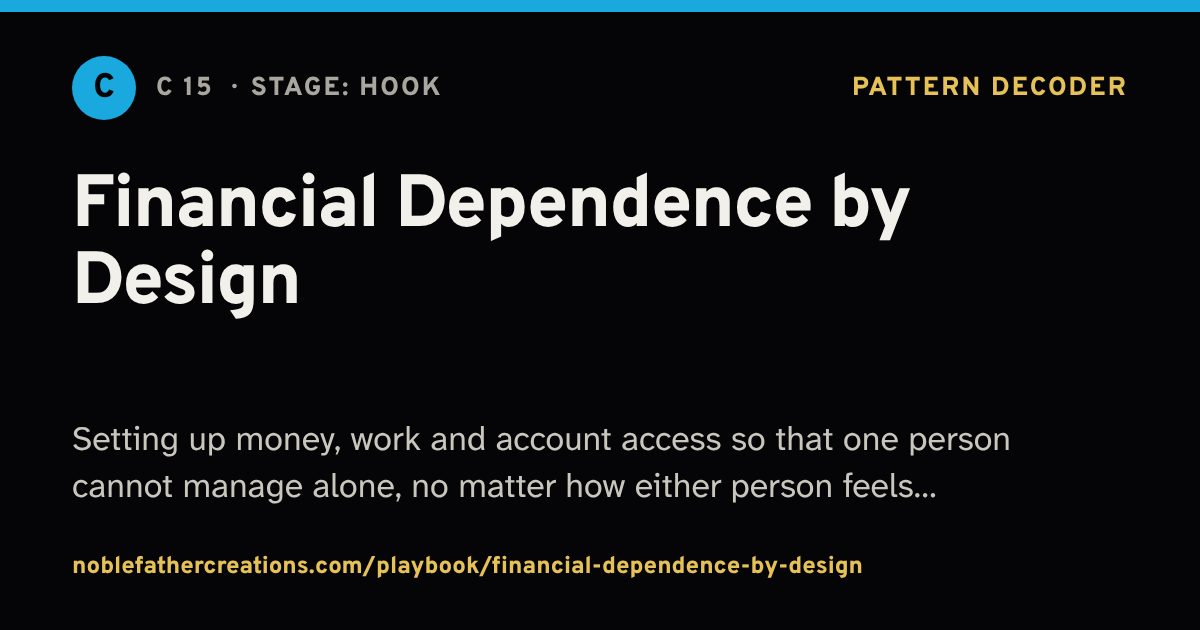 C
C 15 · STAGE: HOOK
PATTERN DECODER
Financial Dependence by
Design
Setting up money, work and account access so that one person
cannot manage alone, no matter how either person feels...
noblefathercreations.com/playbook/financial-dependence-by-design